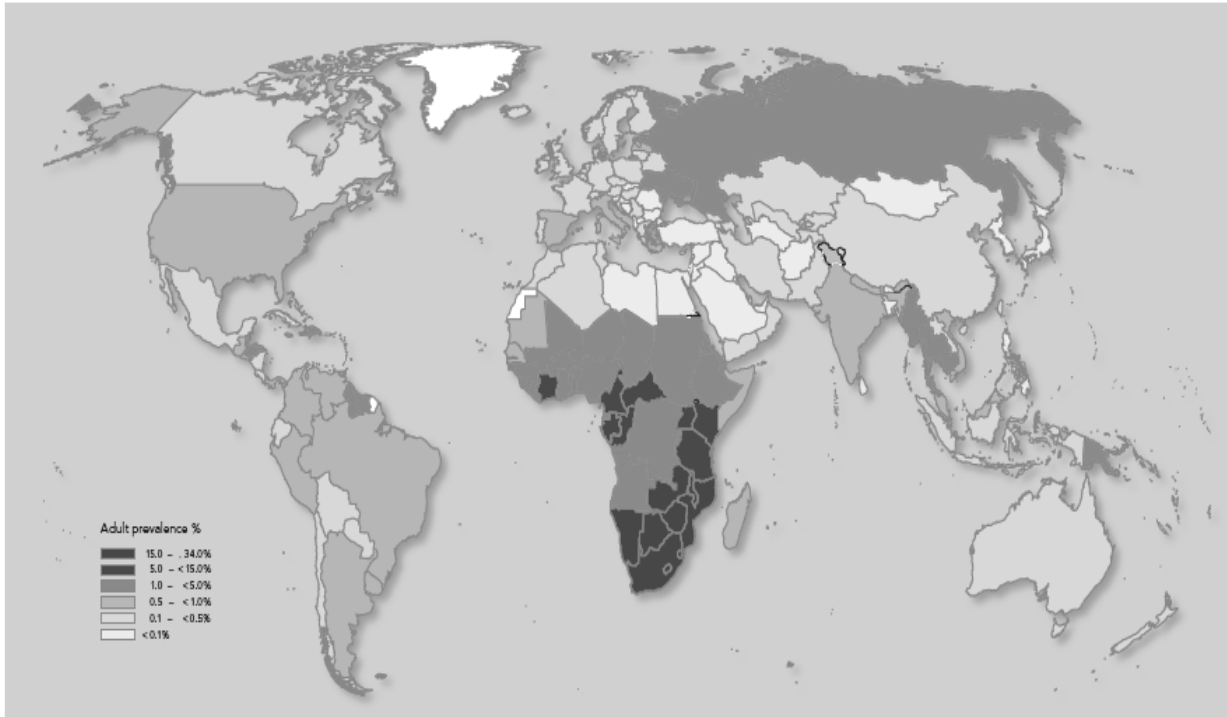 Adult prevalence %
15.0 – . 34.0%
5.0 – <15.0%
1.0 – <5.0%
0.5 – <1.0%
0.1 – <0.5%
<0.1%